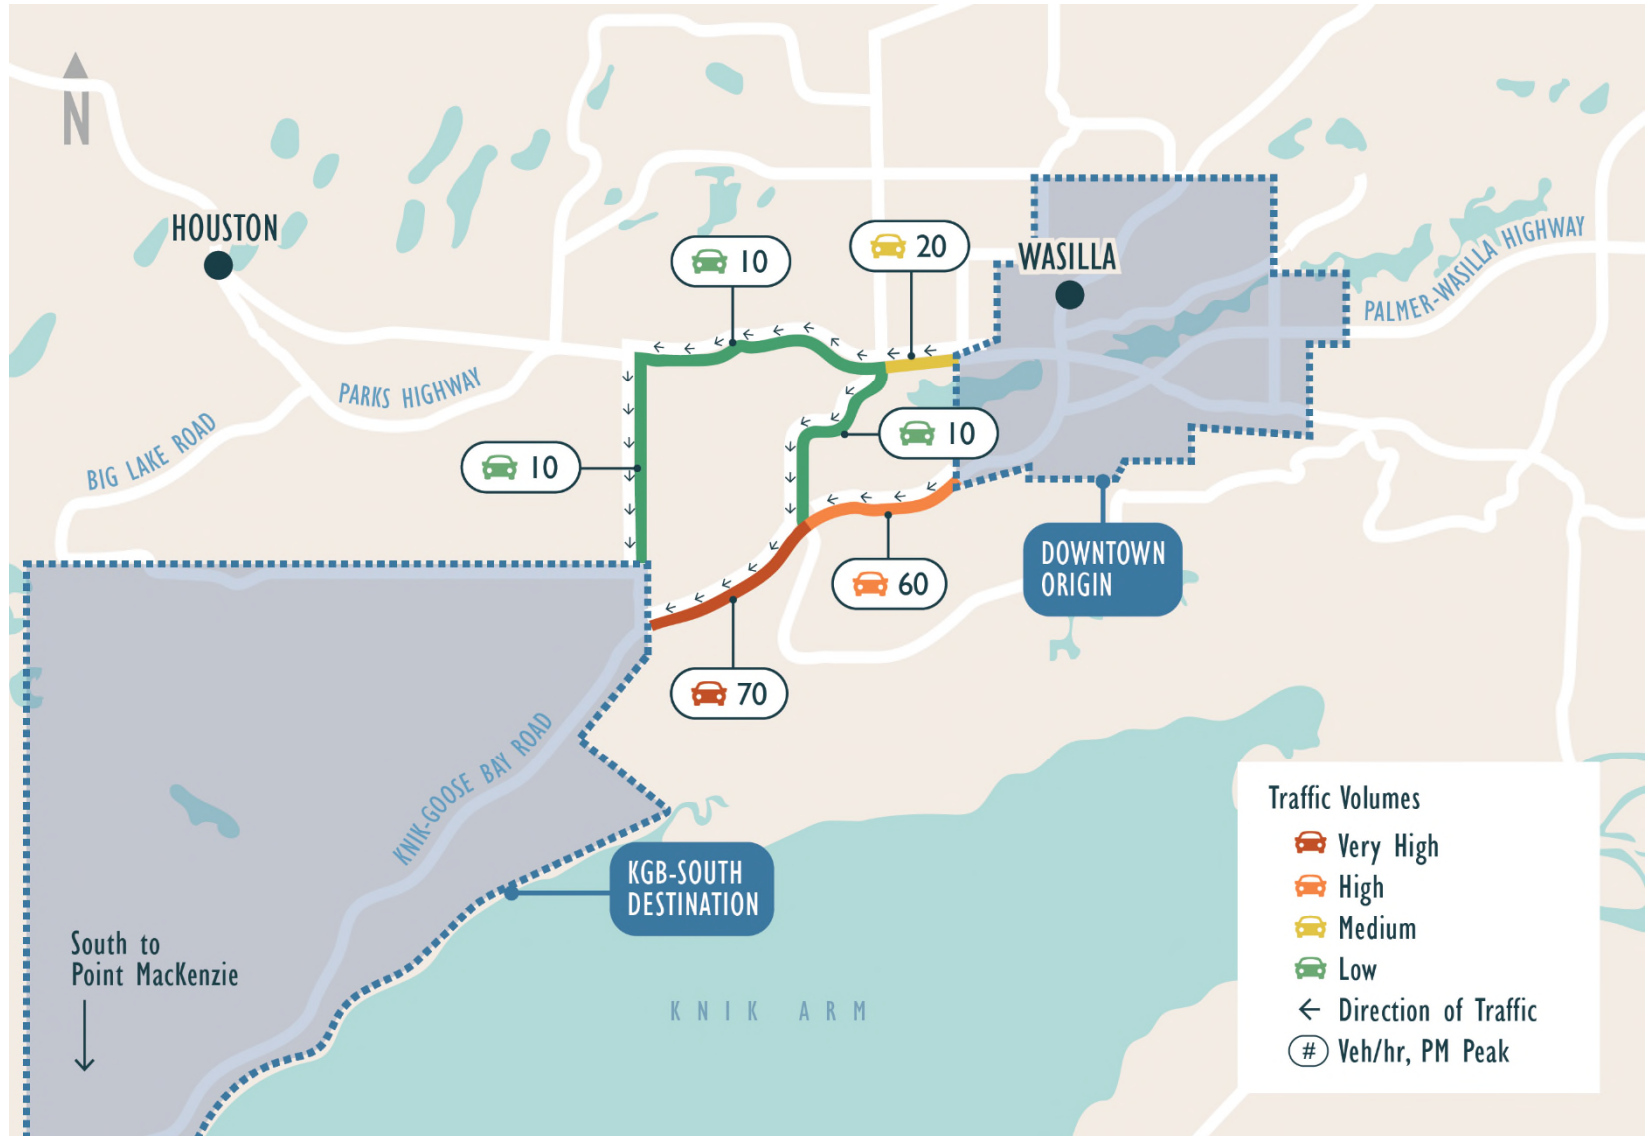 N
HOUSTON
10
20
WASILLA
PALMER-WASILLA HIGHWAY
PARKS HIGHWAY
BIG LAKE ROAD
10
10
DOWNTOWN
ORIGIN
60
70
KNIK-GOOSE BAY ROAD
KGB-SOUTH
DESTINATION
South to
Point MacKenzie
KNIK ARM
Traffic Volumes
Very High
High
Medium
Low
Direction of Traffic
# Veh/hr, PM Peak